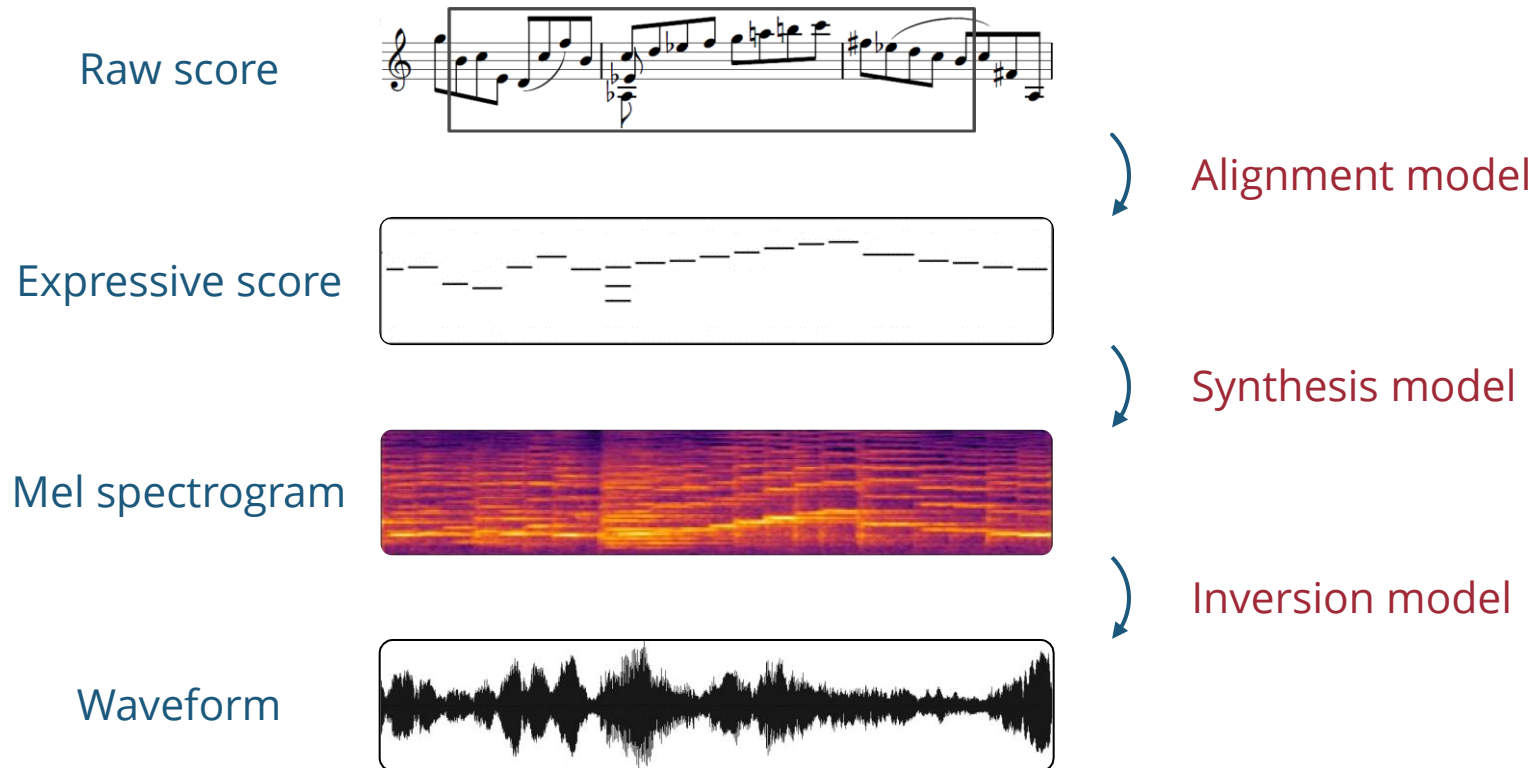 Raw score
Alignment model
Expressive score
Synthesis model
Mel spectrogram
Inversion model
Waveform